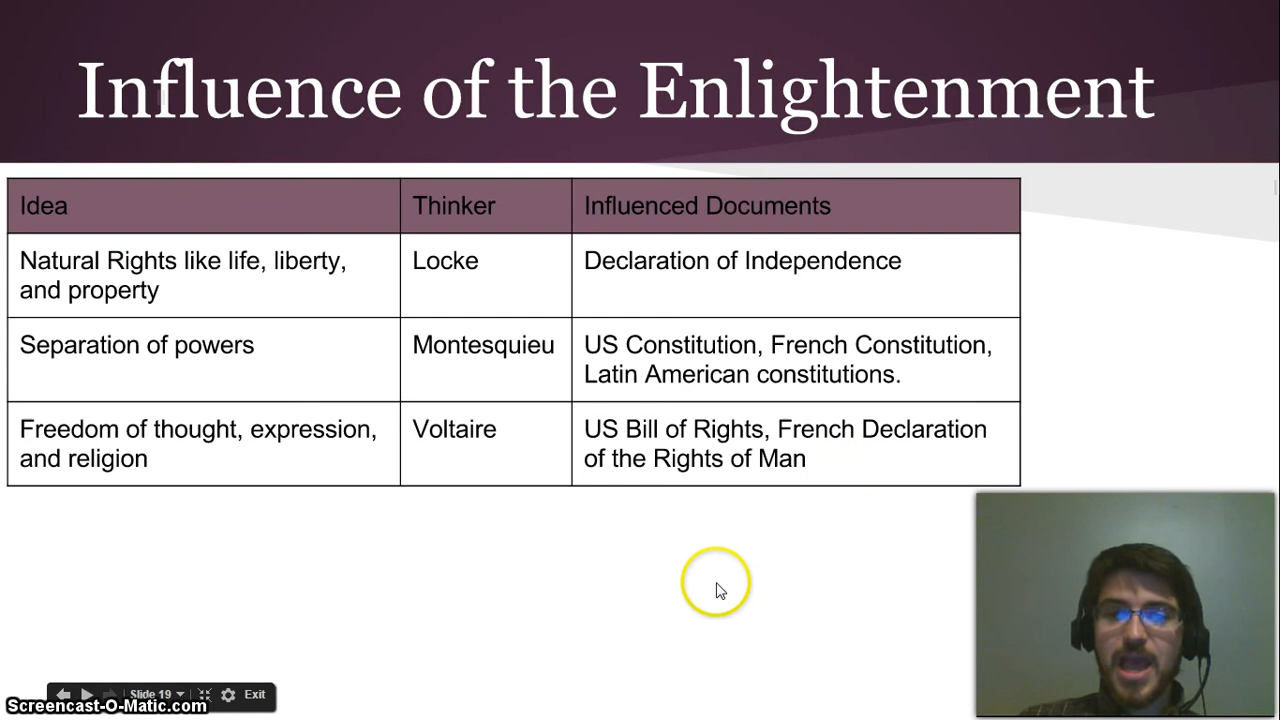 Influence of the Enlightenment
Idea Thinker Influenced Documents
Natural Rights like life, liberty, Locke Declaration of Independence
and property
Separation of powers Montesquieu US Constitution, French Constitution,
Latin American constitutions.
Freedom of thought, expression, Voltaire US Bill of Rights, French Declaration
and religion of the Rights of Man
Slide 19 Exit
Screencast-O-Matic.com